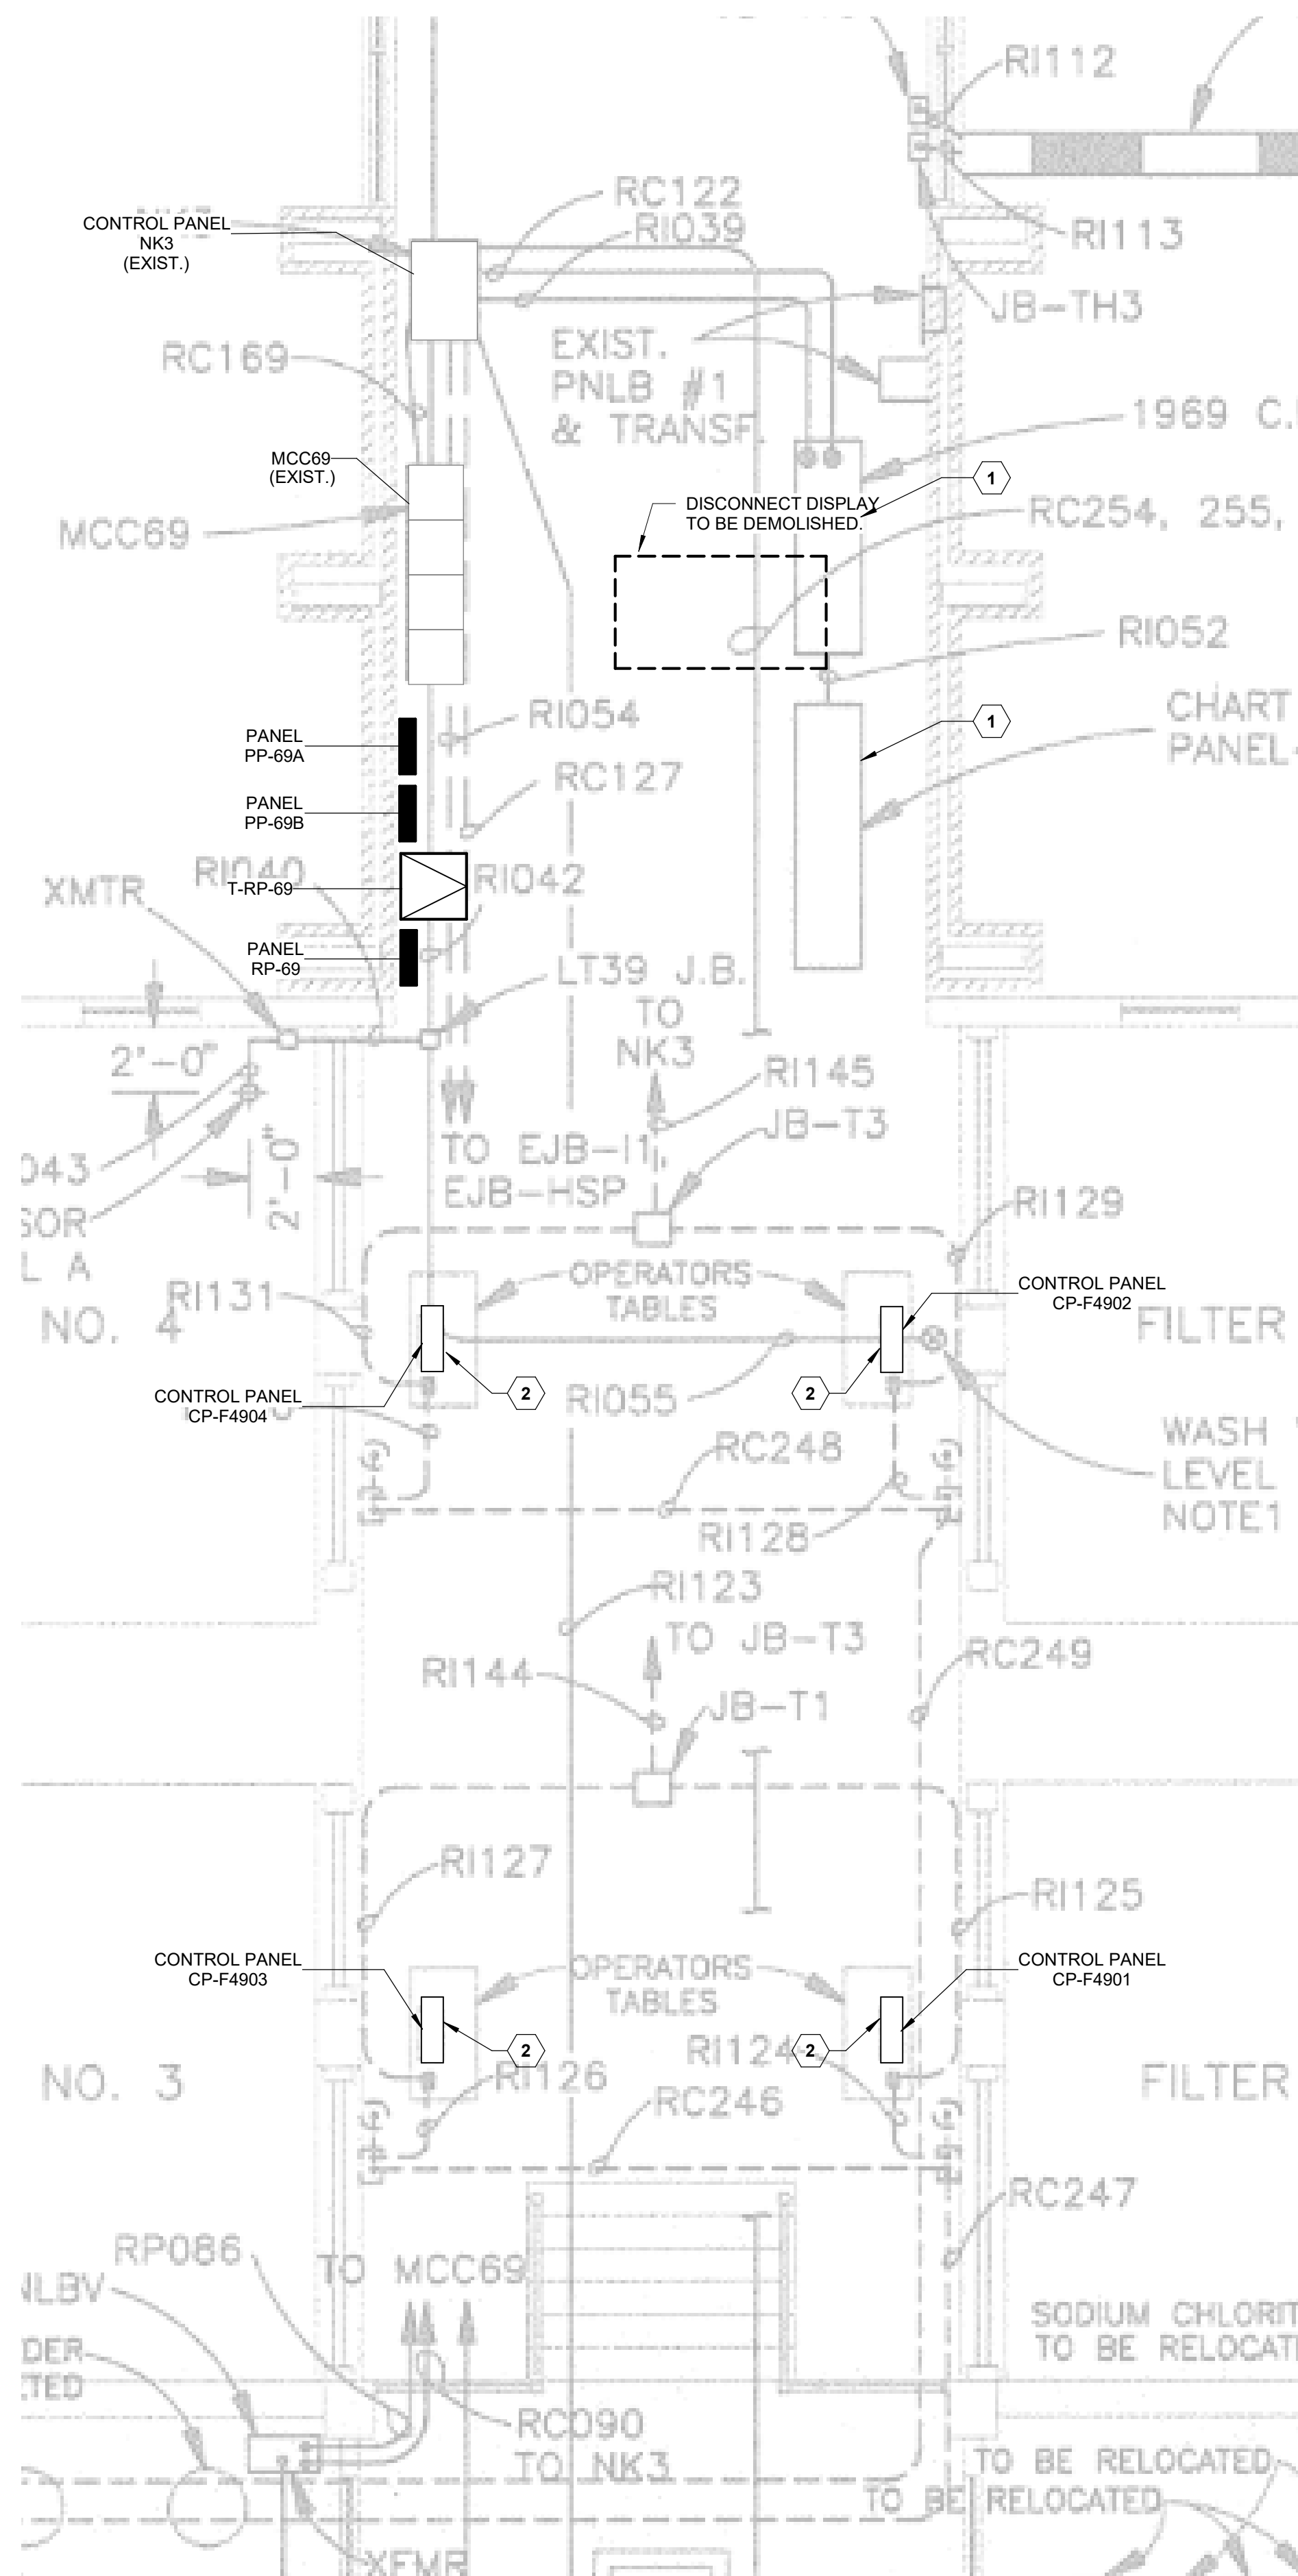 RI112
RC122
RI039
CONTROL PANEL
NK3
(EXIST.)
RI113
JB-TH3
EXIST.
PNLB #1
& TRANSF.
RC169
1969 C.
MCC69
(EXIST.)
1
DISCONNECT DISPLAY
TO BE DEMOLISHED.
RC254, 255,
MCC69
RI052
RI054
CHART
PANEL
1
PANEL
PP-69A
RC127
PANEL
PP-69B
RI040
T-RP-69
RI042
XMTR
PANEL
RP-69
LT39 J.B.
TO
NK3
2'-0"
RI145
JB-T3
TO EJB-I1,
EJB-HSP
2'-0"
043
SOR
L A
RI129
RI131
OPERATORS
TABLES
CONTROL PANEL
CP-F4902
NO. 4
FILTER
CONTROL PANEL
CP-F4904
2
RI055
2
WASH
LEVEL
NOTE1
RC248
RI128
RI123
TO JB-T3
RC249
RI144
JB-T1
RI127
RI125
CONTROL PANEL
CP-F4903
OPERATORS
TABLES
CONTROL PANEL
CP-F4901
2
RI124
2
NO. 3
RI126
RC246
FILTER
RC247
RP086
TO MCC69
NLBV
SODIUM CHLORIT
TO BE RELOCAT
DER
TED
RC090
TO NK3
TO BE RELOCATED
TO BE RELOCATED
XFMR